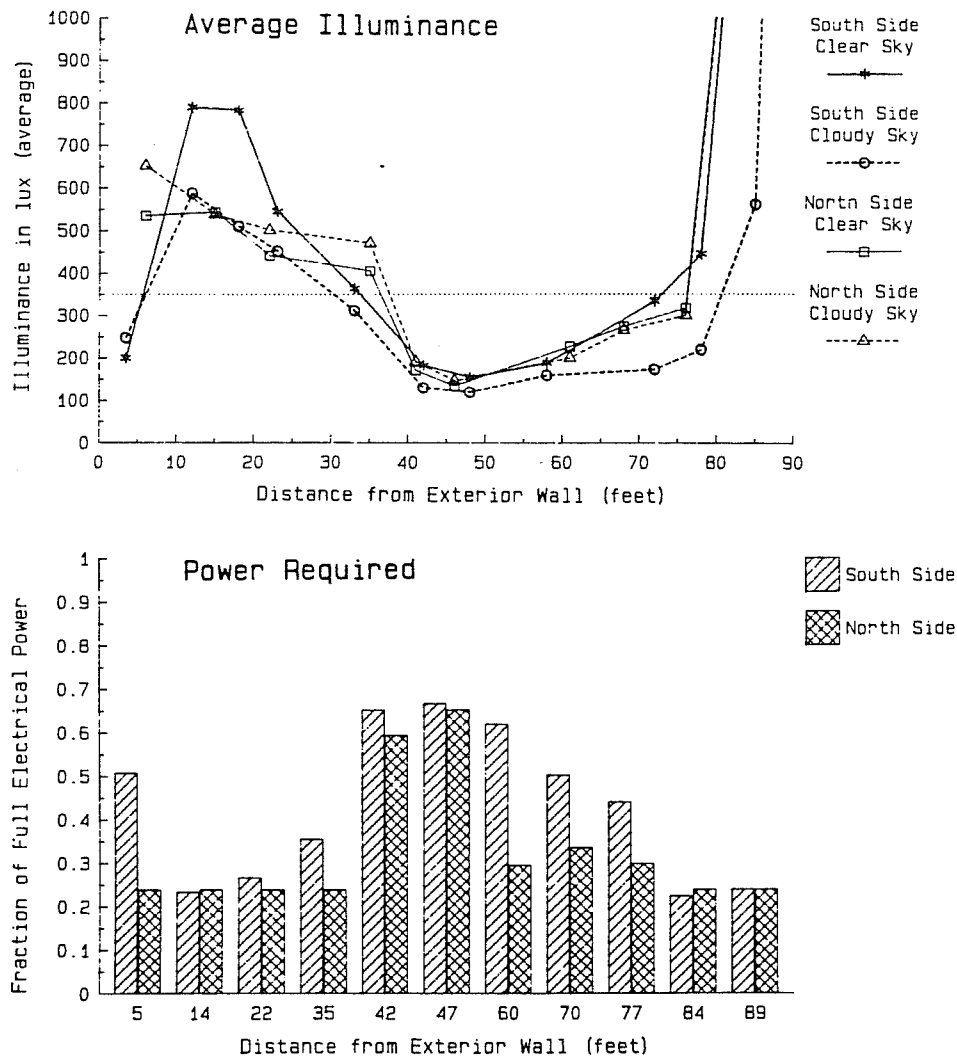 Average Illuminance
1000
900
800
700
600
500
400
300
200
100
0
Illuminance in lux (average)
0 10 20 30 40 50 60 70 80 90
Distance from Exterior Wall (feet)
South Side
Clear Sky
South Side
Cloudy Sky
Nortn Side
Clear Sky
North Side
Cloudy Sky
Power Required
1
0.9
0.8
0.7
0.6
0.5
0.4
0.3
0.2
0.1
0
Fraction of Full Electrical Power
5 14 22 35 42 47 60 70 77 84 89
Distance from Exterior Wall (feet)
South Side
North Side